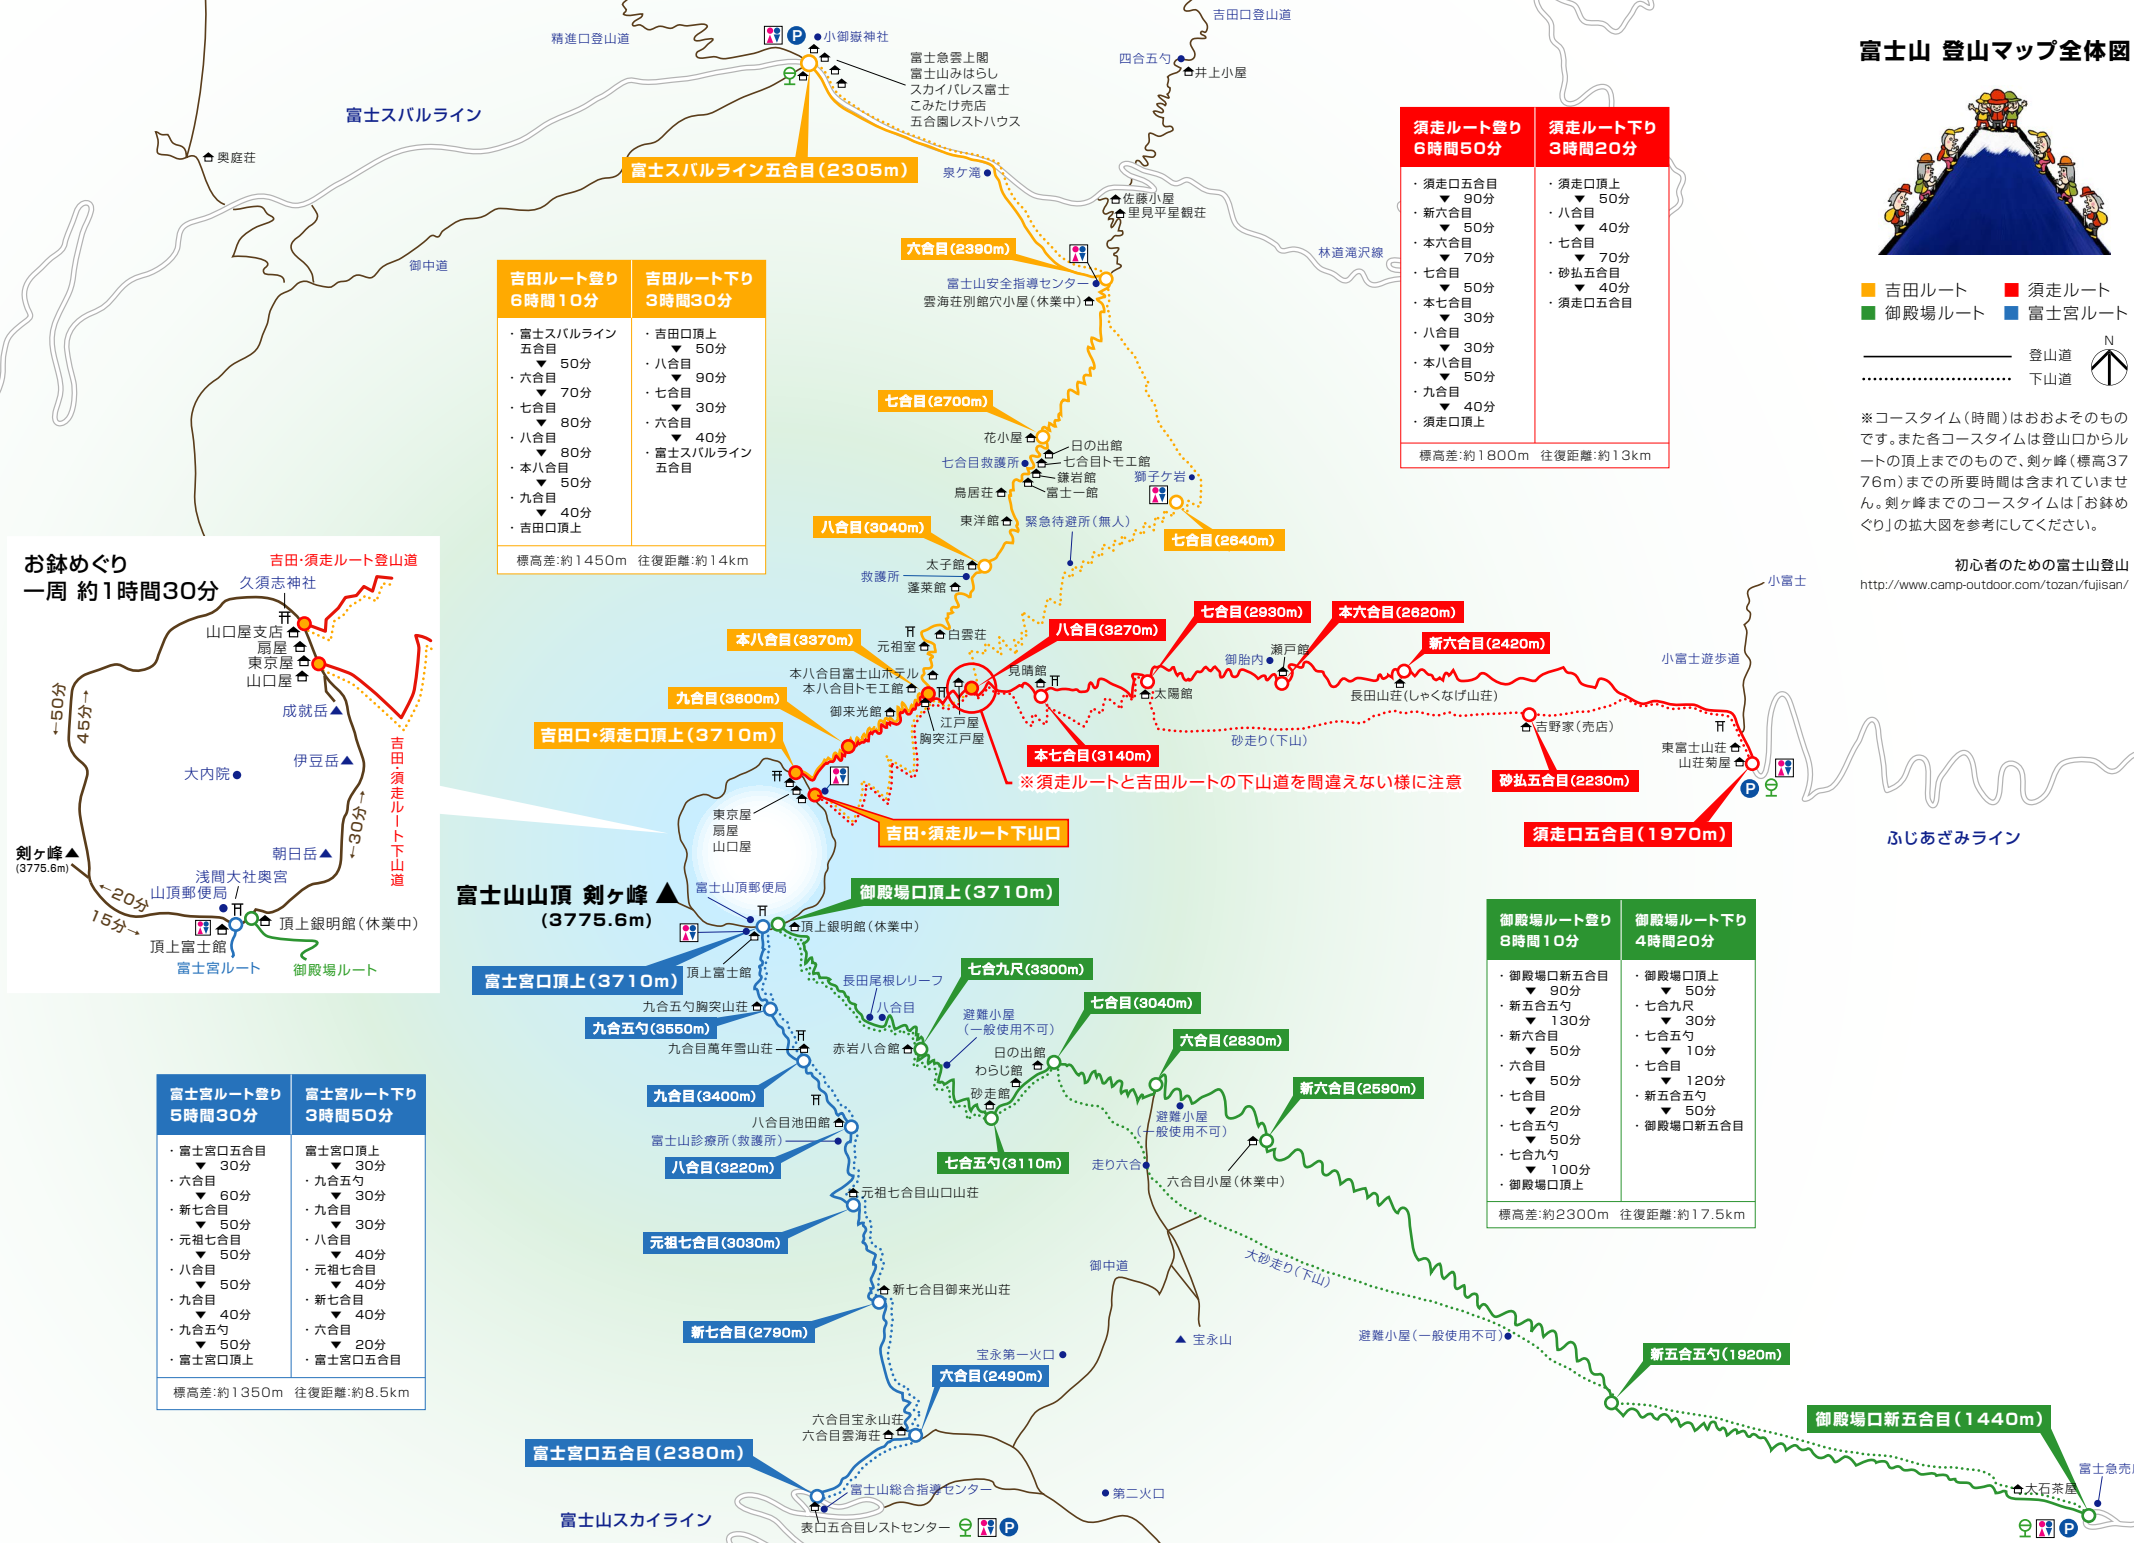 富士山 登山マップ全体図
吉田ルート
須走ルート
御殿場ルート
富士宮ルート
登山道
下山道
N
※コースタイム(時間)はおおよそのもの
です。また各コースタイムは登山口からル
ートの頂上までのもので、剣ヶ峰(標高37
76m)までの所要時間は含まれていませ
ん。剣ヶ峰までのコースタイムは「お鉢め
ぐり」の拡大図を参考にしてください。
初心者のための富士山登山
http://www.camp-outdoor.com/tozan/fujisan/
精進口登山道
P
小御嶽神社
富士急雲上閣
富士山みはらし
スカイパレス富士
こみたけ売店
五合園レストハウス
吉田口登山道
四合五勺
井上小屋
富士スバルライン
奥庭荘
富士スバルライン五合目(2305m)
泉ケ滝
佐藤小屋
里見平星観荘
御中道
林道滝沢線
六合目(2390m)
富士山安全指導センター
雲海荘別館穴小屋(休業中)
吉田ルート登り
6時間10分
・富士スバルライン
五合目
▼ 50分
・六合目
▼ 70分
・七合目
▼ 80分
・八合目
▼ 80分
・本八合目
▼ 50分
・九合目
▼ 40分
・吉田口頂上
吉田ルート下り
3時間30分
・吉田口頂上
▼ 50分
・八合目
▼ 90分
・七合目
▼ 30分
・六合目
▼ 40分
・富士スバルライン
五合目
標高差:約1450m 往復距離:約14km
須走ルート登り
6時間50分
・須走口五合目
▼ 90分
・新六合目
▼ 50分
・本六合目
▼ 70分
・七合目
▼ 50分
・本七合目
▼ 30分
・八合目
▼ 30分
・本八合目
▼ 50分
・九合目
▼ 40分
・須走口頂上
須走ルート下り
3時間20分
・須走口頂上
▼ 50分
・八合目
▼ 40分
・七合目
▼ 70分
・砂払五合目
▼ 40分
・須走口五合目
標高差:約1800m 往復距離:約13km
七合目(2700m)
花小屋
日の出館
七合目救護所
七合目トモエ館
鎌岩館
鳥居荘
富士一館
獅子ケ岩
東洋館
緊急待避所(無人)
七合目(2640m)
八合目(3040m)
太子館
救護所
蓬莱館
白雲荘
元祖室
本八合目(3370m)
本八合目富士山ホテル
本八合目トモエ館
御来光館
九合目(3600m)
吉田口・須走口頂上(3710m)
江戸屋
胸突江戸屋
見晴館
八合目(3270m)
七合目(2930m)
本六合目(2620m)
新六合目(2420m)
瀬戸館
御胎内
太陽館
長田山荘(しゃくなげ山荘)
小富士
小富士遊歩道
吉野家(売店)
砂走り(下山)
東富士山荘
山荘菊屋
P
本七合目(3140m)
※須走ルートと吉田ルートの下山道を間違えない様に注意
砂払五合目(2230m)
須走口五合目(1970m)
ふじあざみライン
東京屋
扇屋
山口屋
吉田・須走ルート下山口
お鉢めぐり
一周 約1時間30分
吉田・須走ルート登山道
久須志神社
山口屋支店
扇屋
東京屋
山口屋
成就岳
伊豆岳
大内院
朝日岳
←50分
45分→
←30分→
吉田・須走ルート下山道
剣ヶ峰
(3775.6m)
←20分
15分→
浅間大社奥宮
山頂郵便局
頂上銀明館(休業中)
頂上富士館
富士宮ルート
御殿場ルート
富士山山頂 剣ヶ峰
(3775.6m)
富士山頂郵便局
御殿場口頂上(3710m)
頂上銀明館(休業中)
富士宮口頂上(3710m)
頂上富士館
九合五勺胸突山荘
九合五勺(3550m)
九合目萬年雪山荘
九合目(3400m)
八合目池田館
富士山診療所(救護所)
八合目(3220m)
元祖七合目山口山荘
元祖七合目(3030m)
新七合目御来光山荘
新七合目(2790m)
六合目(2490m)
六合目宝永山荘
六合目雲海荘
富士宮口五合目(2380m)
富士山総合指導センター
表口五合目レストセンター
P
富士山スカイライン
長田尾根レリーフ
八合目
七合九尺(3300m)
赤岩八合館
避難小屋
(一般使用不可)
七合目(3040m)
日の出館
わらじ館
砂走館
七合五勺(3110m)
六合目(2830m)
避難小屋
(一般使用不可)
走り六合
新六合目(2590m)
六合目小屋(休業中)
大砂走り(下山)
御中道
宝永山
宝永第一火口
第二火口
避難小屋(一般使用不可)
新五合五勺(1920m)
御殿場口新五合目(1440m)
大石茶屋
富士急売
P
御殿場ルート登り
8時間10分
・御殿場口新五合目
▼ 90分
・新五合五勺
▼ 130分
・新六合目
▼ 50分
・六合目
▼ 50分
・七合目
▼ 20分
・七合五勺
▼ 50分
・七合九勺
▼ 100分
・御殿場口頂上
御殿場ルート下り
4時間20分
・御殿場口頂上
▼ 50分
・七合九尺
▼ 30分
・七合五勺
▼ 10分
・七合目
▼ 120分
・新五合五勺
▼ 50分
・御殿場口新五合目
標高差:約2300m 往復距離:約17.5km
富士宮ルート登り
5時間30分
・富士宮口五合目
▼ 30分
・六合目
▼ 60分
・新七合目
▼ 50分
・元祖七合目
▼ 50分
・八合目
▼ 50分
・九合目
▼ 40分
・九合五勺
▼ 50分
・富士宮口頂上
富士宮ルート下り
3時間50分
富士宮口頂上
▼ 30分
・九合五勺
▼ 30分
・九合目
▼ 30分
・八合目
▼ 40分
・元祖七合目
▼ 40分
・新七合目
▼ 40分
・六合目
▼ 20分
・富士宮口五合目
標高差:約1350m 往復距離:約8.5km